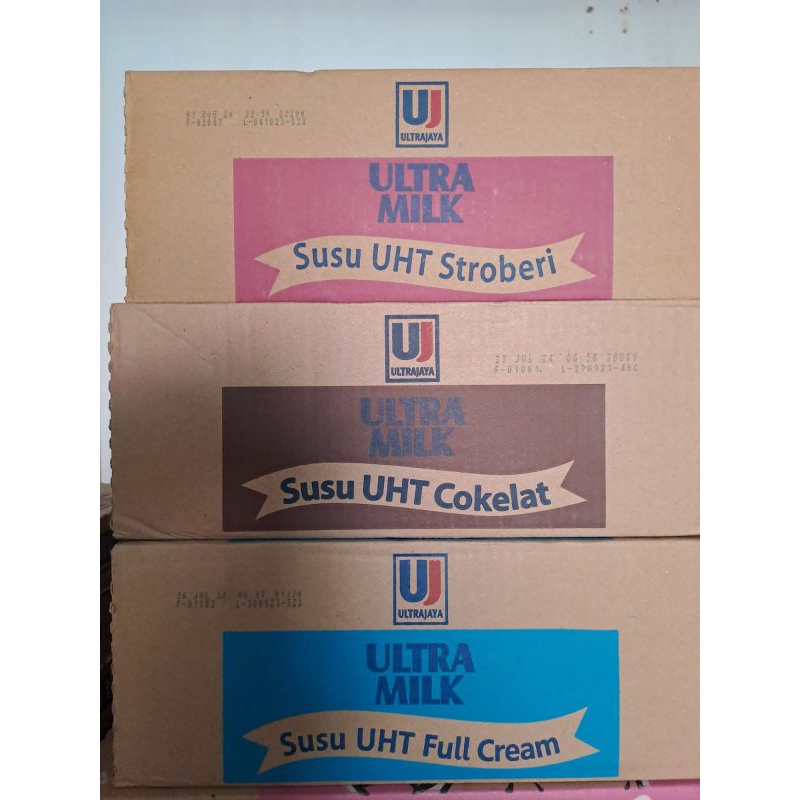 UJ
ULTRAJAYA
ULTRA
MILK
Susu UHT Stroberi
UJ
ULTRAJAYA
ULTRA
MILK
Susu UHT Cokelat
UJ
ULTRAJAYA
ULTRA
MILK
Susu UHT Full Cream